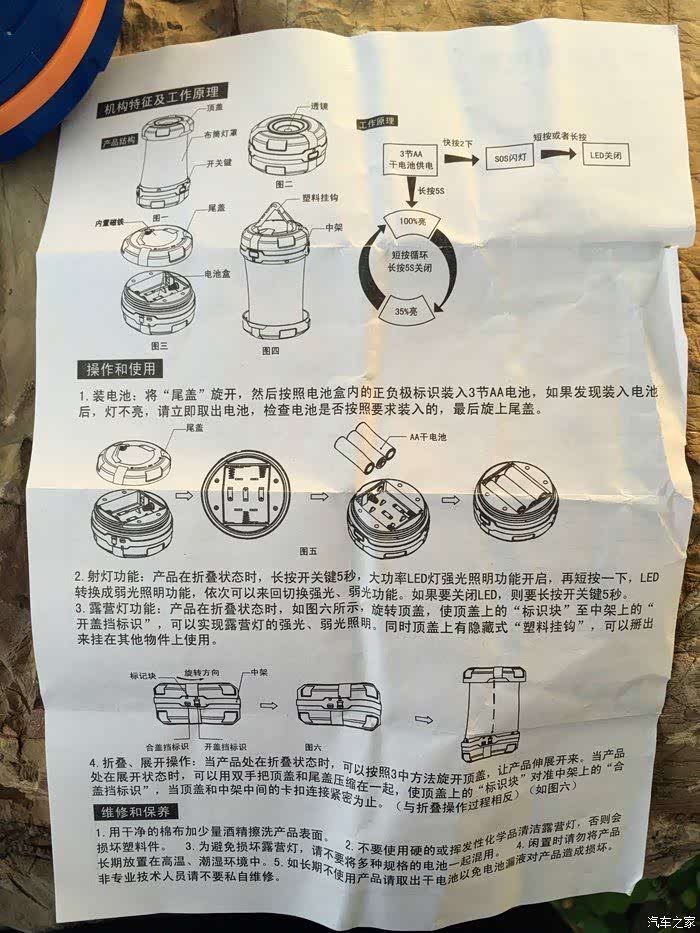 机构特征及工作原理
产品结构
顶盖
布筒灯罩
开关键
图一
透镜
图二
尾盖
内置磁铁
电池盒
图三
塑料挂钩
中架
图四
工作原理
3节AA
干电池供电
快按2下
SOS闪灯
短按或者长按
LED关闭
长按5S
100%亮
短按循环
长按5S关闭
35%亮
操作和使用
1.装电池：将“尾盖”旋开，然后按照电池盒内的正负极标识装入3节AA电池，如果发现装入电池
后，灯不亮，请立即取出电池，检查电池是否按照要求装入的，最后旋上尾盖。
尾盖
AA干电池
图五
2.射灯功能：产品在折叠状态时，长按开关键5秒，大功率LED灯强光照明功能开启，再短按一下，LED
转换成弱光照明功能，依次可以来回切换强光、弱光功能。如果要关闭LED，则要长按开关键5秒。
3.露营灯功能：产品在折叠状态时，如图六所示，旋转顶盖，使顶盖上的“标识块”至中架上的“
开盖挡标识”，可以实现露营灯的强光、弱光照明。同时顶盖上有隐藏式“塑料挂钩”，可以掰出
来挂在其他物件上使用。
标识块
旋转方向
中架
合盖挡标识
开盖挡标识
图六
4.折叠、展开操作：当产品处在折叠状态时，可以按照3中方法旋开顶盖，让产品伸展开来。当产品
处在展开状态时，可以用双手把顶盖和尾盖压缩在一起，使顶盖上的“标识块”对准中架上的“合
盖挡标识”，当顶盖和中架中间的卡扣连接紧密为止。（与折叠操作过程相反）（如图六）
维修和保养
1.用干净的棉布加少量酒精擦洗产品表面。 2.不要使用硬的或挥发性化学品清洁露营灯，否则会
损坏塑料件。 3.为避免损坏露营灯，请不要将多种规格的电池一起混用。 4.闲置时请勿将产品
长期放置在高温、潮湿环境中。5.如长期不使用产品请取出干电池以免电池漏液对产品造成损坏。
非专业技术人员请不要私自维修。
汽车之家